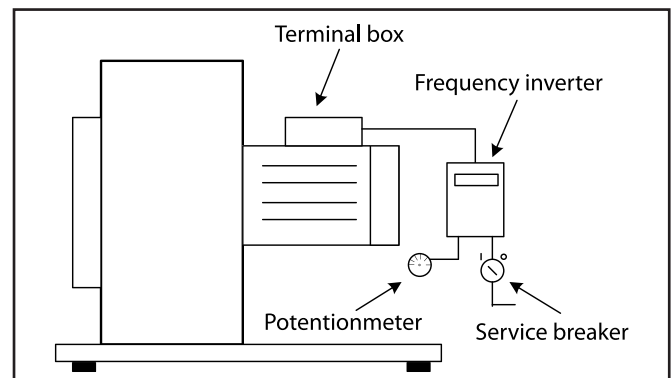 Terminal box
Frequency inverter
I O
Potentionmeter
Service breaker